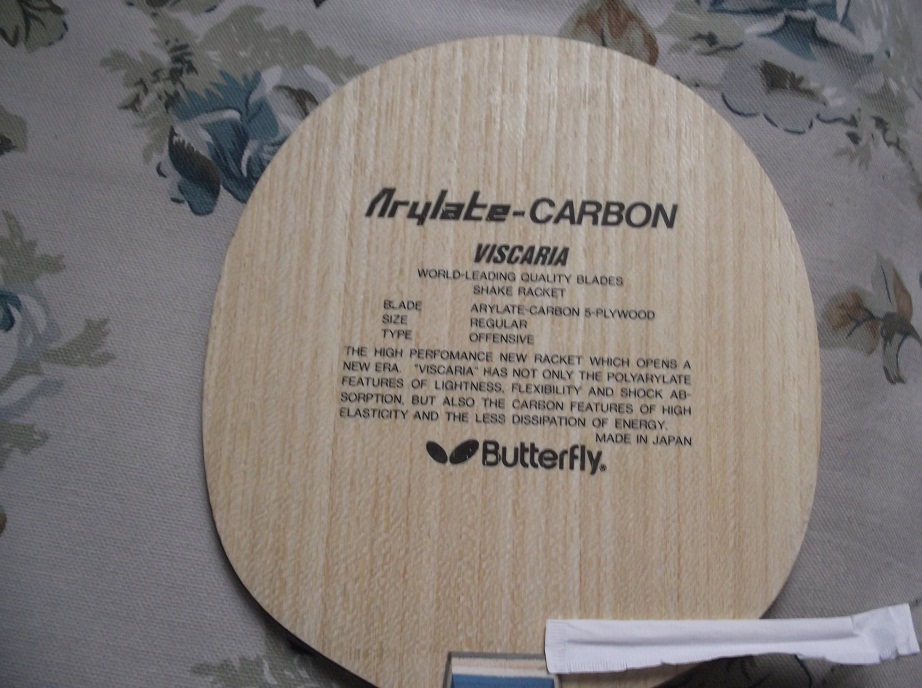 Arylate-CARBON
VISCARIA
WORLD-LEADING QUALITY BLADES
SHAKE RACKET
BLADE ARYLATE-CARBON 5-PLYWOOD
SIZE REGULAR
TYPE OFFENSIVE
THE HIGH PERFOMANCE NEW RACKET WHICH OPENS A
NEW ERA. "VISCARIA" HAS NOT ONLY THE POLYARYLATE
FEATURES OF LIGHTNESS, FLEXIBILITY AND SHOCK AB-
SORPTION, BUT ALSO THE CARBON FEATURES OF HIGH
ELASTICITY AND THE LESS DISSIPATION OF ENERGY.
MADE IN JAPAN
Butterfly.